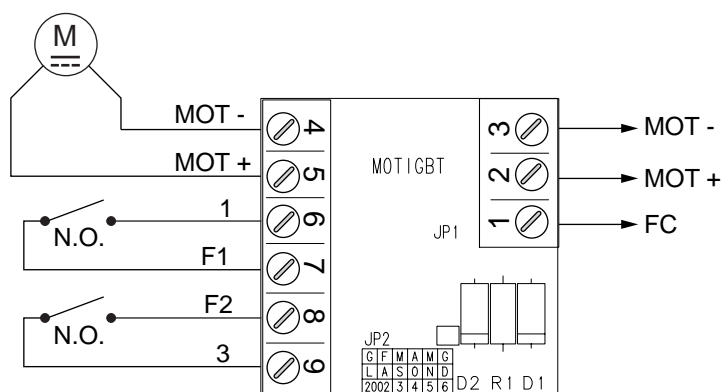 M
MOT -
MOT +
1
N.O.
F1
F2
N.O.
3
4
5
6
7
8
9
MOTIGBT
JP1
JP2
G F M A M G
L A S O N D
2002 3 4 5 6
D2 R1 D1
3
2
1
MOT -
MOT +
FC